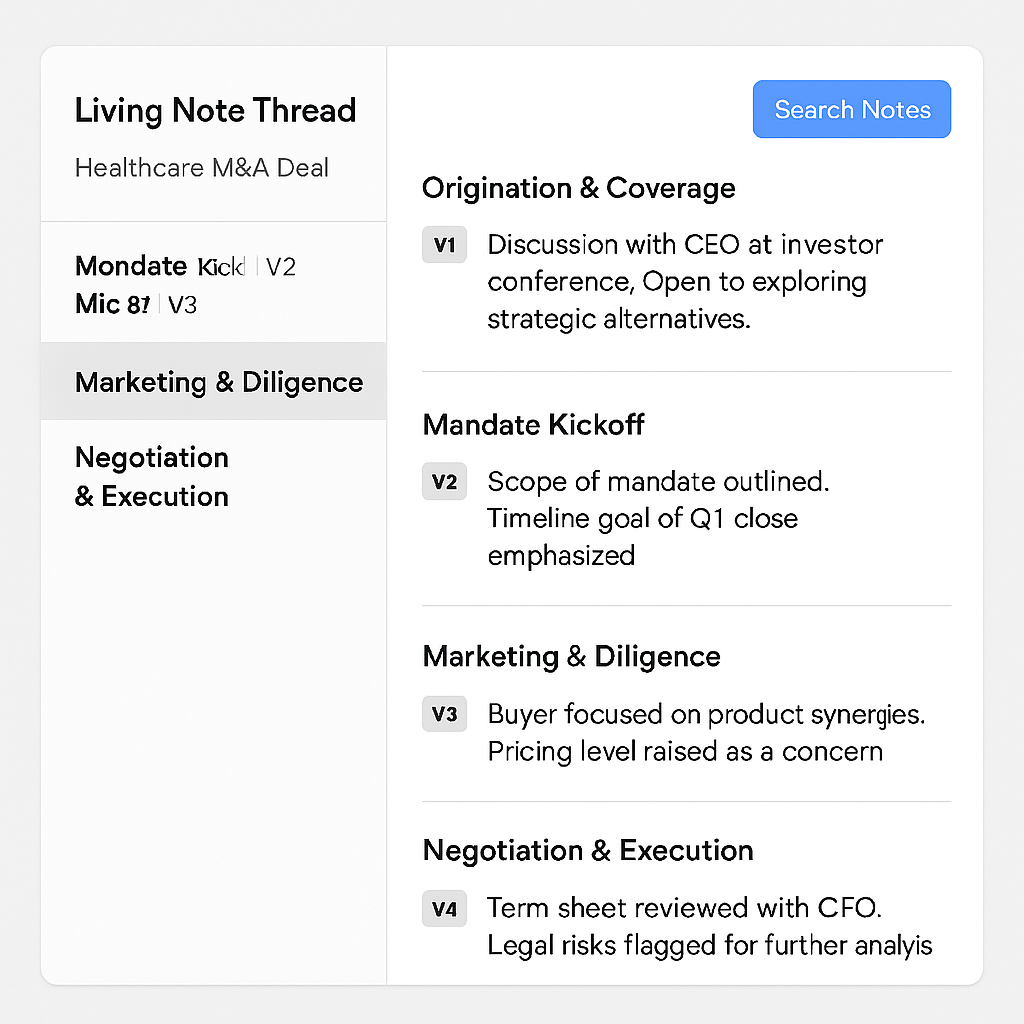 Living Note Thread
Healthcare M&A Deal
Mondate Kick | V2
Mic 87 | V3
Marketing & Diligence
Negotiation
& Execution
Search Notes
Origination & Coverage
V1 Discussion with CEO at investor
conference, Open to exploring
strategic alternatives.
Mandate Kickoff
V2 Scope of mandate outlined.
Timeline goal of Q1 close
emphasized
Marketing & Diligence
V3 Buyer focused on product synergies.
Pricing level raised as a concern
Negotiation & Execution
V4 Term sheet reviewed with CFO.
Legal risks flagged for further analyis